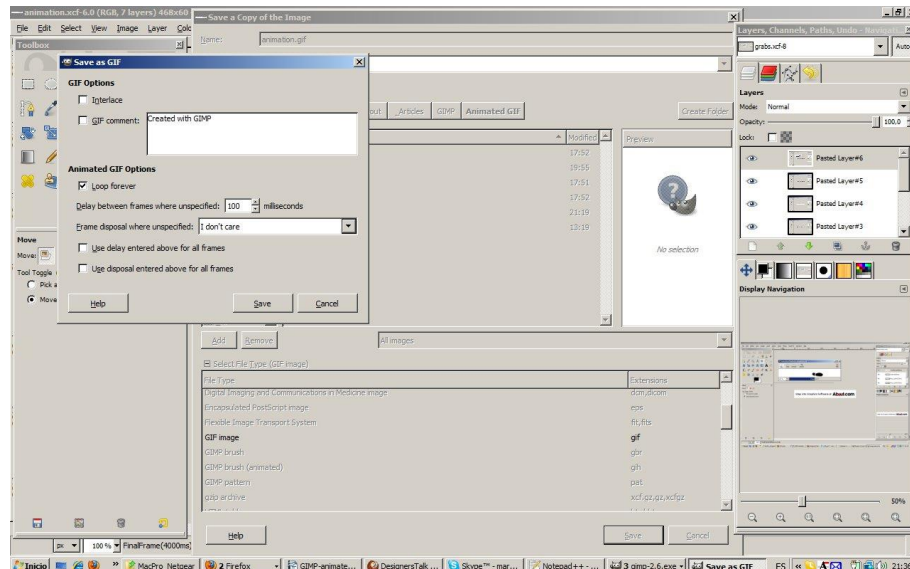 animation.xcf-6.0 (RGB, 7 layers) 468x60
File Edit Select View Image Layer
Toolbox
Save as GIF
GIF Options
Interlace
GIF comment:
Created with GIMP
Animated GIF Options
Loop forever
Delay between frames where unspecified: 100 milliseconds
Frame disposal where unspecified: I don't care
Use delay entered above for all frames
Use disposal entered above for all frames
Help Save Cancel
Move
Move:
Tool Toggle
Pick a
Move
px 100 % FinalFrame(4000ms)
Save a Copy of the Image
Name: animation.gif
out _Articles GIMP Animated GIF Create Folder
Modified
17:52
19:55
17:51
17:52
21:19
13:19
Preview
No selection
Add Remove All images
Select File Type (GIF image)
File Type Extensions
Digital Imaging and Communications in Medicine image dcm,dicom
Encapsulated PostScript image eps
Flexible Image Transport System fit,fits
GIF image gif
GIMP brush gbr
GIMP brush (animated) gih
GIMP pattern pat
gzip archive xcf.gz,gz,xcfgz
Help Save Cancel
Layers, Channels, Paths, Undo - Navigati
grabs.xcf-8 Auto
Layers
Mode: Normal
Opacity: 100.0
Lock:
Pasted Layer#6
Pasted Layer#5
Pasted Layer#4
Pasted Layer#3
Display Navigation
50%
Inicio MacPro_Netgear 2 Firefox GIMP-animate... DesignersTalk ... Skype™ - mar... Notepad++ - ... 3 gimp-2.6.exe Save as GIF ES 21:36